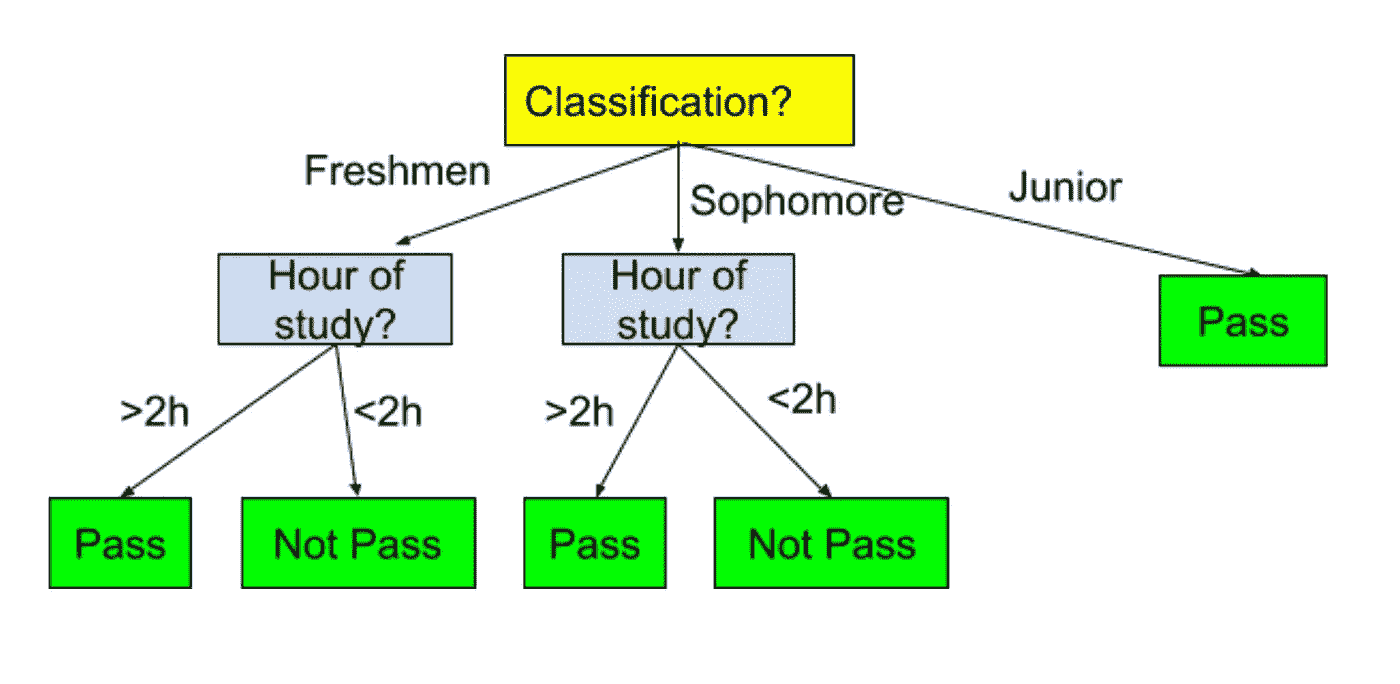 Classification?
Freshmen
Sophomore
Junior
Hour of
study?
Hour of
study?
Pass
>2h
<2h
>2h
<2h
Pass
Not Pass
Pass
Not Pass